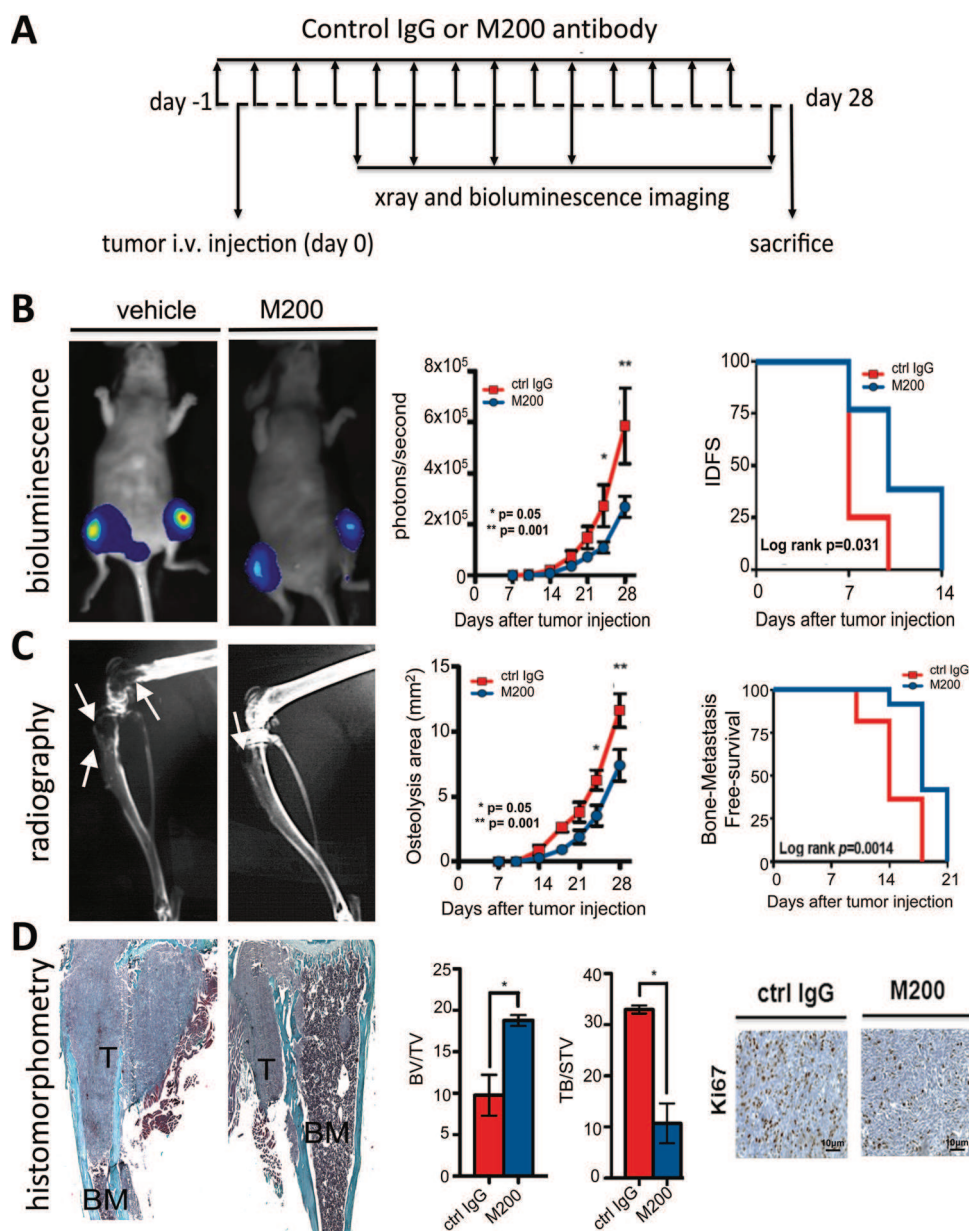 A
Control IgG or M200 antibody
day -1
day 28
xray and bioluminescence imaging
tumor i.v. injection (day 0)
sacrifice
B
vehicle
M200
bioluminescence
8x10⁵
6x10⁵
4x10⁵
2x10⁵
0
photons/second
ctrl IgG
M200
**
*
* p= 0.05
** p= 0.001
0 7 14 21 28
Days after tumor injection
100
75
50
25
0
IDFS
ctrl IgG
M200
Log rank p=0.031
0 7 14
Days after tumor injection
C
radiography
15
10
5
0
Osteolysis area (mm²)
ctrl IgG
M200
**
*
* p= 0.05
** p= 0.001
0 7 14 21 28
Days after tumor injection
100
75
50
25
0
Bone-Metastasis
Free-survival
ctrl IgG
M200
Log rank p=0.0014
0 7 14 21
Days after tumor injection
D
histomorphometry
T
BM
T
BM
25
20
15
10
5
0
BV/TV
*
ctrl IgG
M200
40
30
20
10
0
TB/STV
*
ctrl IgG
M200
ctrl IgG
M200
Ki67
10µm
10µm